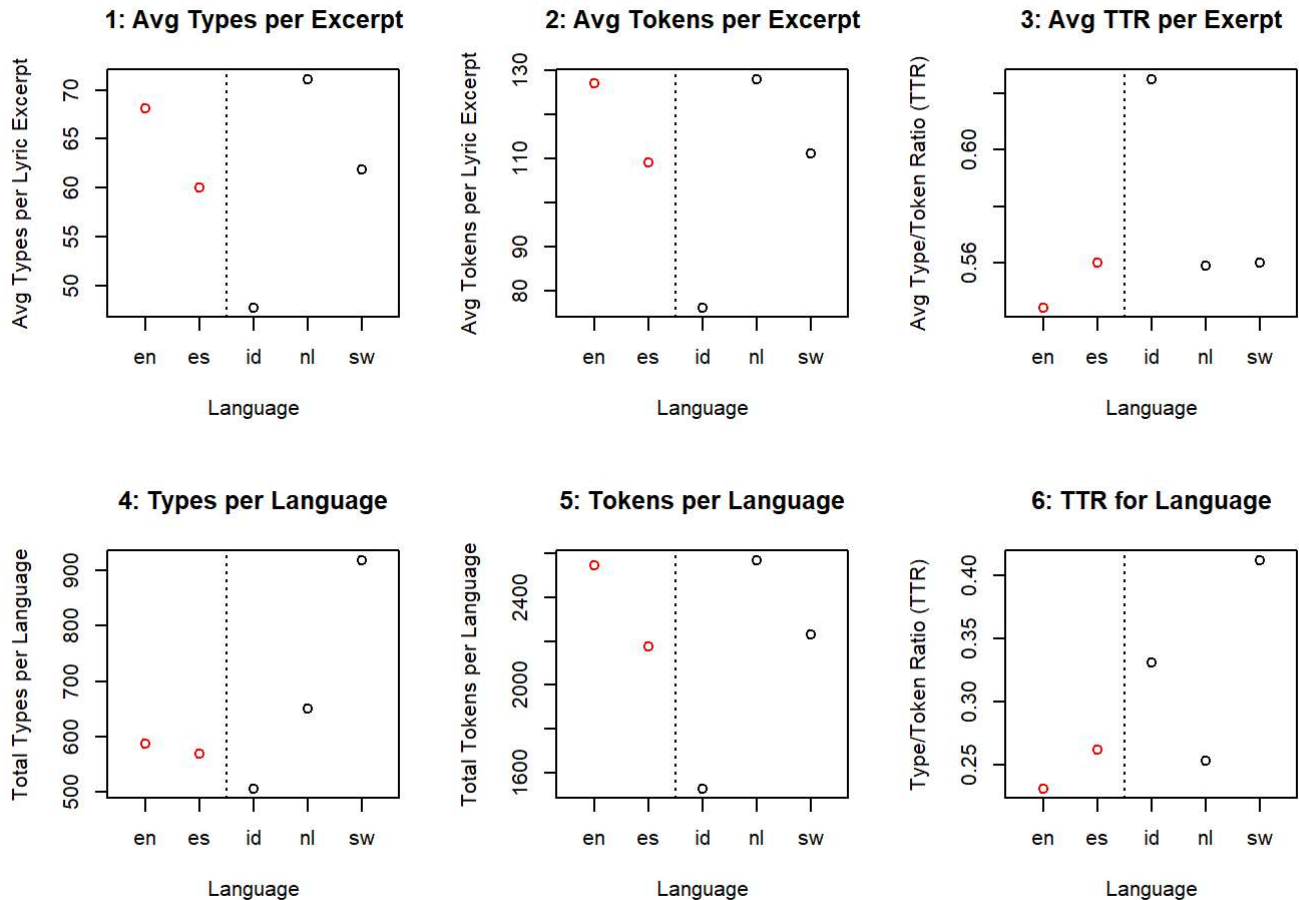 1: Avg Types per Excerpt
Avg Types per Lyric Excerpt
70
65
60
55
50
en es id nl sw
Language
2: Avg Tokens per Excerpt
Avg Tokens per Lyric Excerpt
130
110
90
80
en es id nl sw
Language
3: Avg TTR per Exerpt
Avg Type/Token Ratio (TTR)
0.60
0.56
en es id nl sw
Language
4: Types per Language
Total Types per Language
900
800
700
600
500
en es id nl sw
Language
5: Tokens per Language
Total Tokens per Language
2400
2000
1600
en es id nl sw
Language
6: TTR for Language
Type/Token Ratio (TTR)
0.40
0.35
0.30
0.25
en es id nl sw
Language